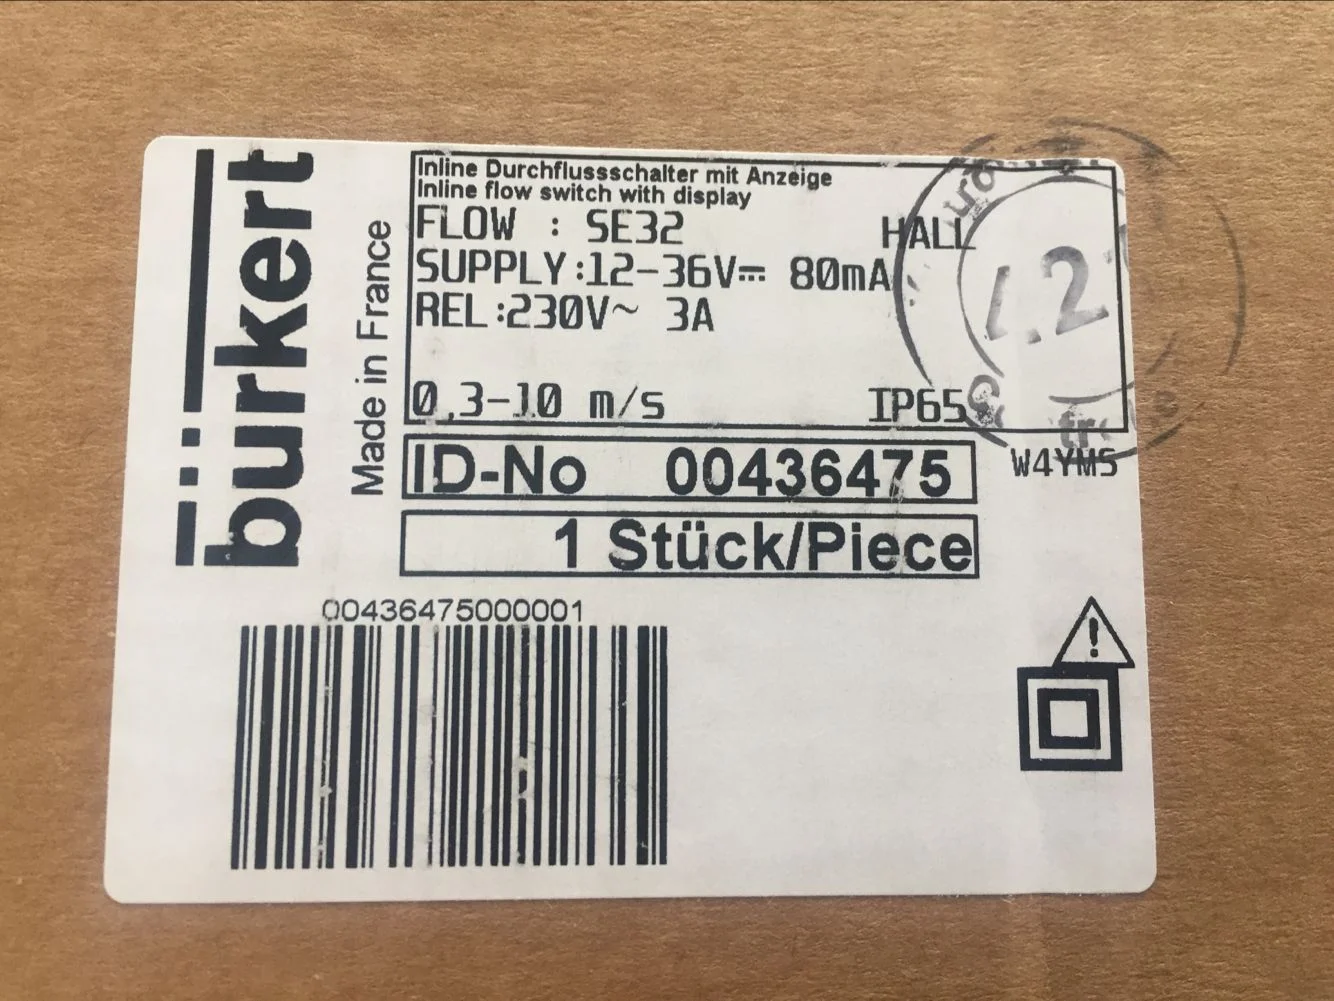 bürkert
Made in France
Inline Durchflussschalter mit Anzeige
Inline flow switch with display
FLOW : SE32 HALL
SUPPLY:12-36V⎓ 80mA
REL:230V~ 3A
0,3-10 m/s IP65
ID-No 00436475
W4YMS
1 Stück/Piece
00436475000001